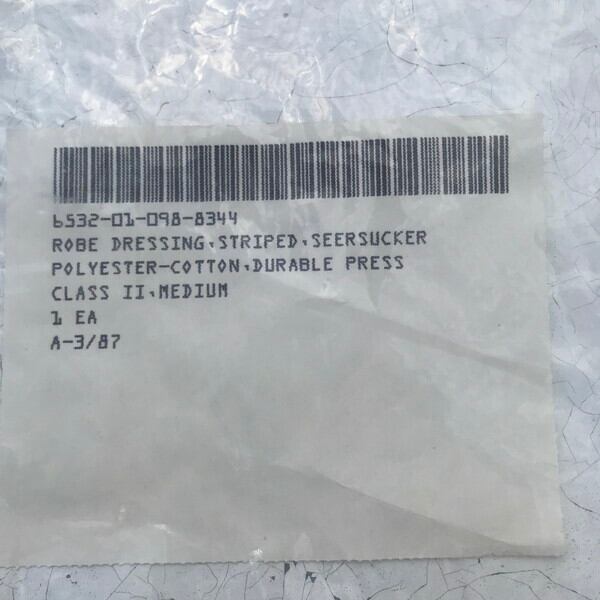 6532-01-098-8344
ROBE DRESSING,STRIPED,SEERSUCKER
POLYESTER-COTTON,DURABLE PRESS
CLASS II,MEDIUM
1 EA
A-3/87